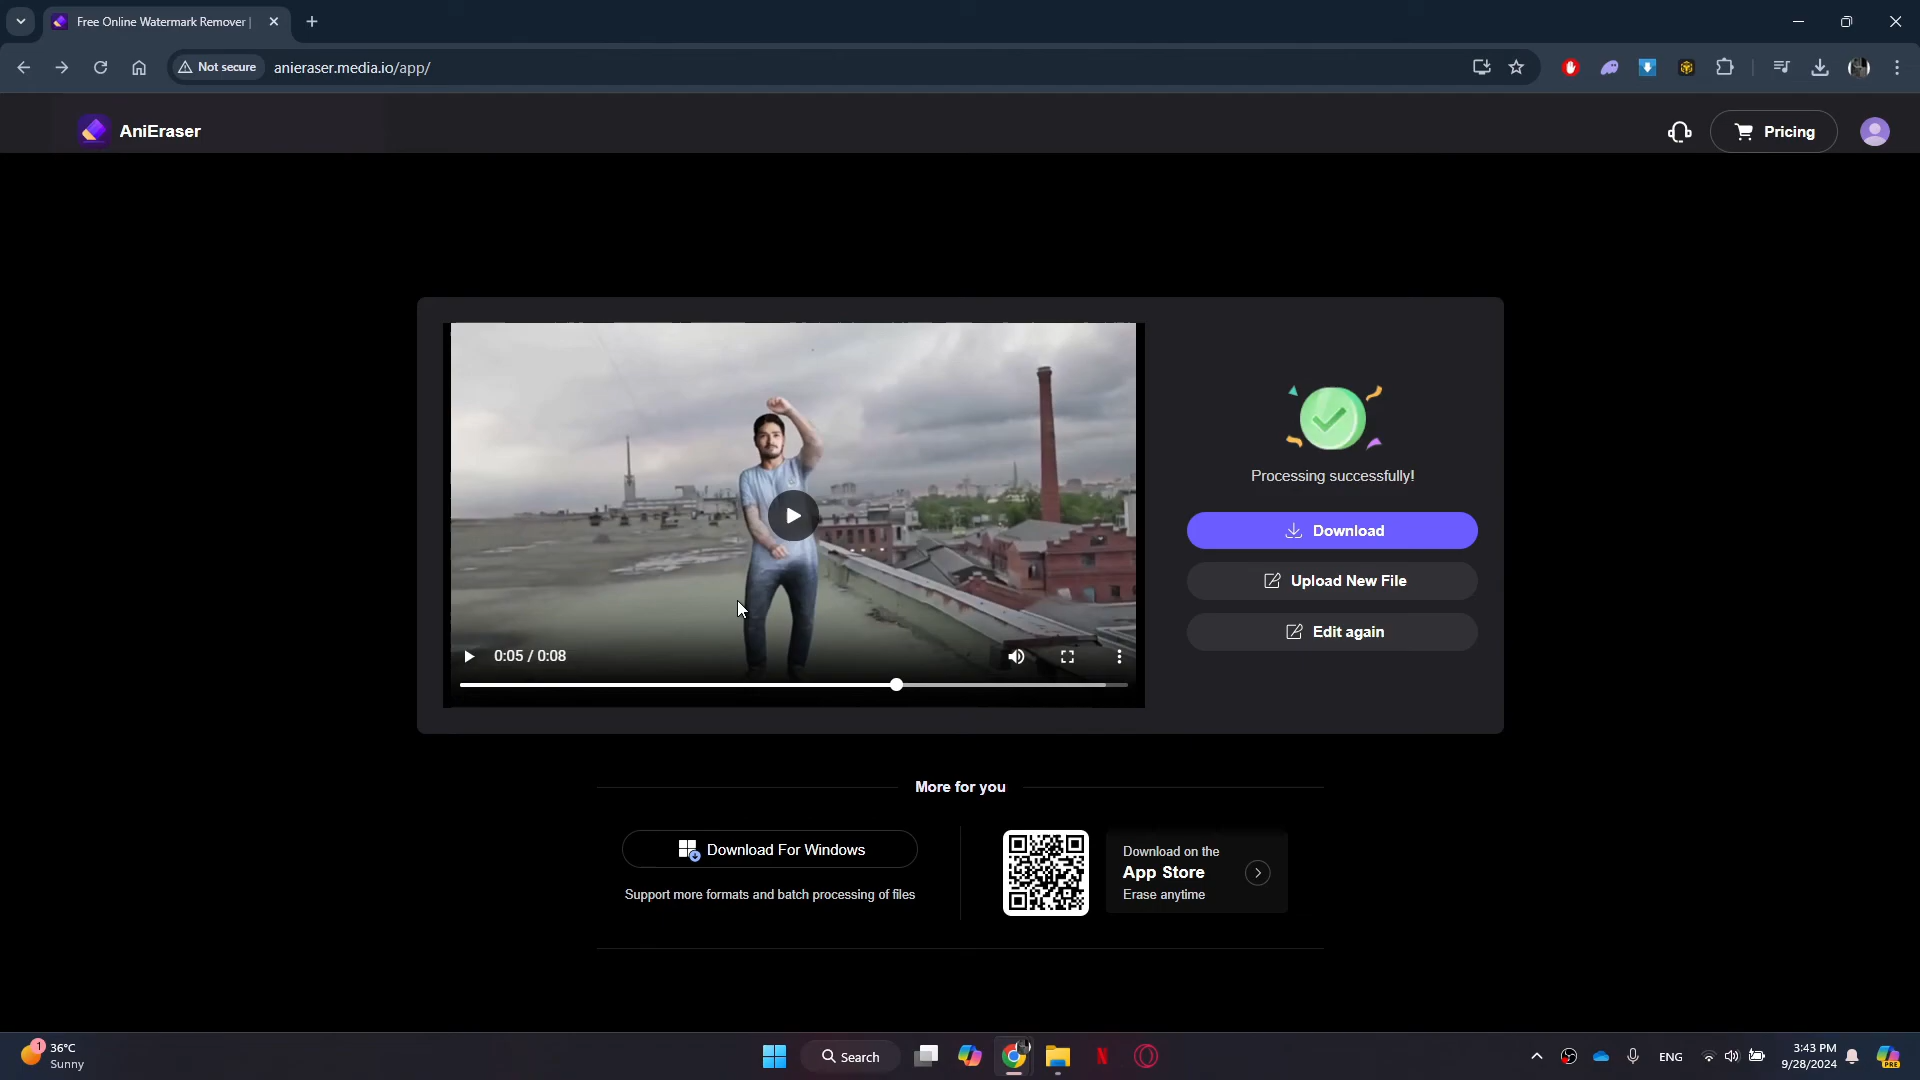 Free Online Watermark Remover |
Not secure
anieraser.media.io/app/
AniEraser
Pricing
Processing successfully!
Download
Upload New File
Edit again
0:05 / 0:08
More for you
Download For Windows
Support more formats and batch processing of files
Download on the
App Store
Erase anytime
1
36°C
Sunny
Search
N
ENG
3:43 PM
9/28/2024
PRE